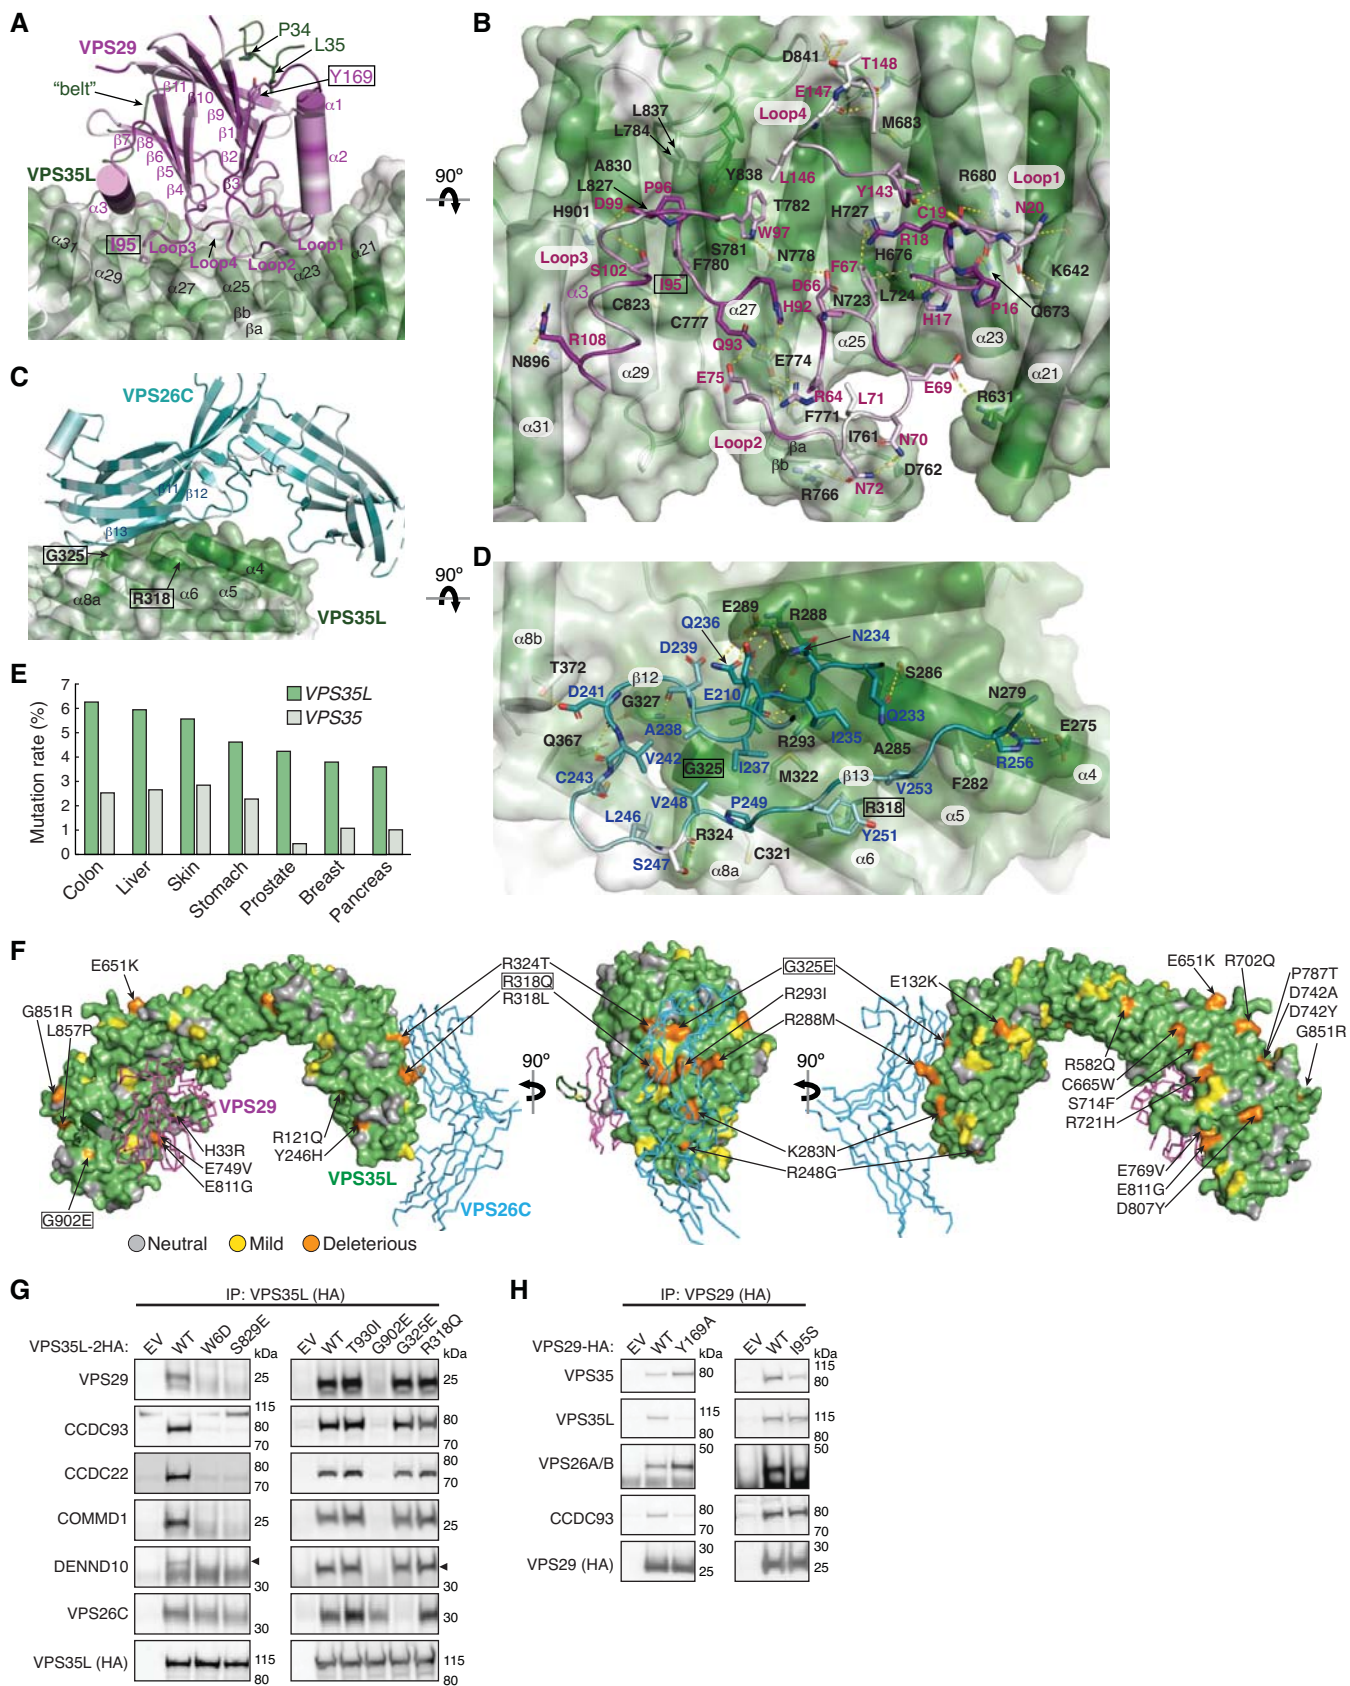 A
VPS29
P34
L35
Y169
"belt"
β11
β10
β9
β1
α1
β7
β8
β6
β5
β4
β2
β3
α2
VPS35L
α3
I95
Loop3
Loop4
Loop2
Loop1
α31
α29
α27
α25
α23
α21
βb
βa
90º
B
D841
T148
E147
Loop4
M683
L837
L784
A830
L827
P96
D99
H901
Y838
L146
T782
W97
Y143
R680
Loop1
C19
N20
H727
R18
S781
F780
N778
H676
F67
D66
K642
Loop3
S102
α3
I95
N723
L724
C823
C777
α27
H92
H17
P16
Q673
R108
Q93
α25
α23
N896
α29
E774
E75
R64
L71
E69
α21
R631
α31
F771
I761
N70
Loop2
βa
βb
D762
R766
N72
C
VPS26C
β11
β12
β13
G325
α4
α8a
R318
α6
α5
VPS35L
90º
D
E289
R288
Q236
N234
α8b
D239
S286
T372
β12
D241
E210
N279
G327
Q233
E275
A238
I235
Q367
R293
A285
R256
V242
G325
I237
M322
β13
α4
C243
V253
F282
V248
P249
R318
L246
Y251
α5
R324
S747
C321
α6
α8a
E
Mutation rate (%)
7
6
5
4
3
2
1
0
VPS35L
VPS35
Colon
Liver
Skin
Stomach
Prostate
Breast
Pancreas
F
E651K
G851R
L857P
VPS29
H33R
E749V
E811G
G902E
R121Q
Y246H
VPS35L
VPS26C
R324T
R318Q
R318L
90º
G325E
R293I
R288M
K283N
R248G
90º
E132K
E651K
R702Q
P787T
D742A
D742Y
G851R
R582Q
C665W
S714F
R721H
E769V
E811G
D807Y
Neutral
Mild
Deleterious
G
IP: VPS35L (HA)
VPS35L-2HA:
EV
WT
W6D
S829E
kDa
EV
WT
T930I
G902E
G325E
R318Q
kDa
VPS29
25
25
CCDC93
115
80
70
80
70
CCDC22
80
70
80
70
COMMD1
25
25
DENND10
30
30
VPS26C
30
30
VPS35L (HA)
115
80
115
80
H
IP: VPS29 (HA)
VPS29-HA:
EV
WT
Y169A
kDa
EV
WT
I95S
kDa
VPS35
80
115
80
VPS35L
115
80
115
80
VPS26A/B
50
50
CCDC93
80
70
80
70
VPS29 (HA)
30
25
30
25